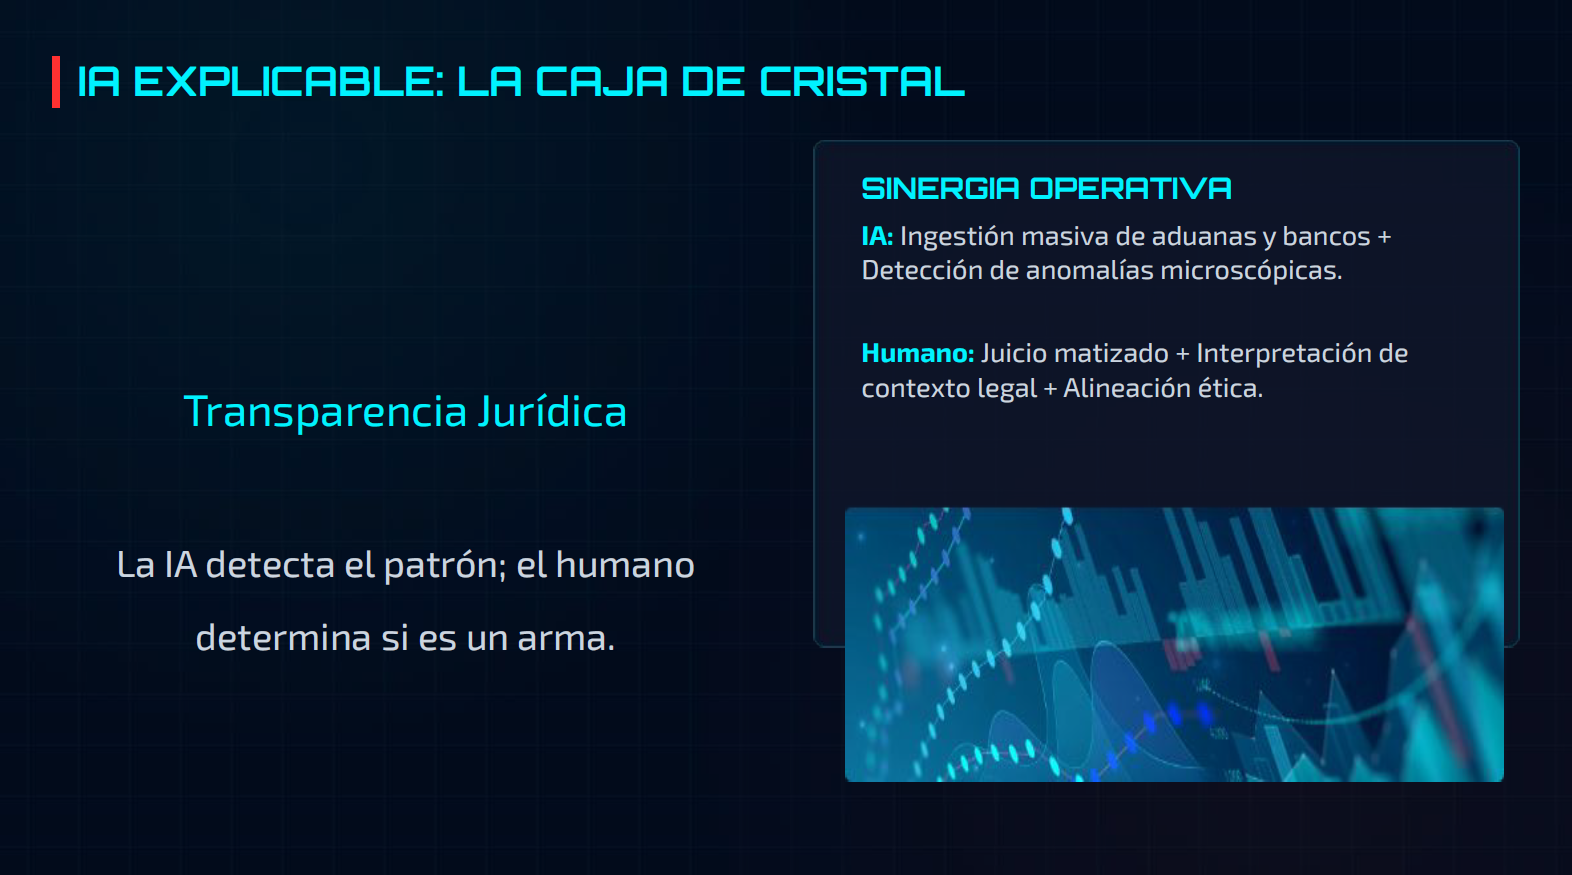 IA EXPLICABLE: LA CAJA DE CRISTAL
Transparencia Jurídica
La IA detecta el patrón; el humano
determina si es un arma.
SINERGIA OPERATIVA
IA: Ingestión masiva de aduanas y bancos +
Detección de anomalías microscópicas.
Humano: Juicio matizado + Interpretación de
contexto legal + Alineación ética.